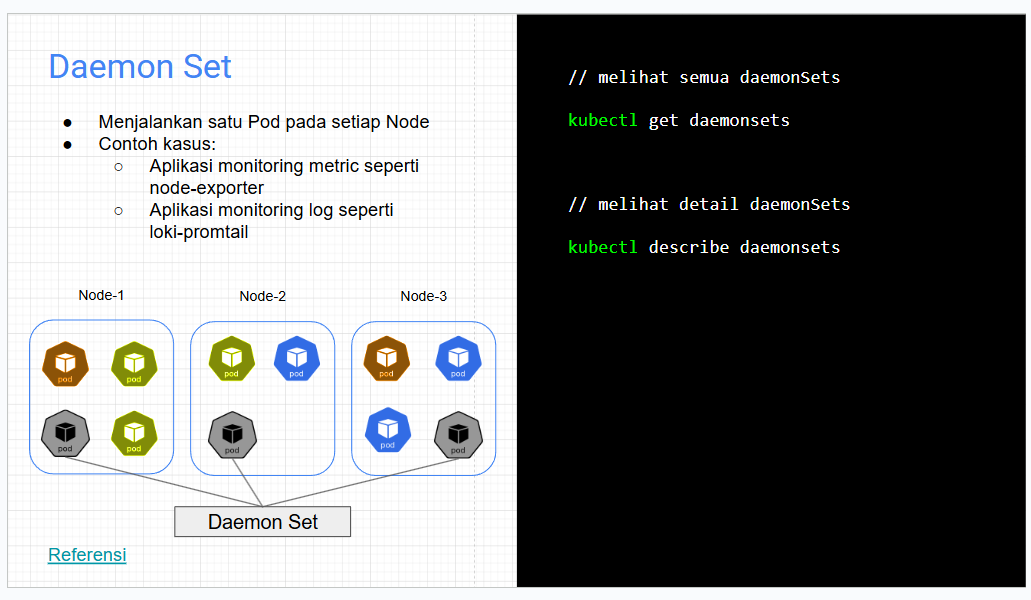 Daemon Set
● Menjalankan satu Pod pada setiap Node
● Contoh kasus:
○ Aplikasi monitoring metric seperti
node-exporter
○ Aplikasi monitoring log seperti
loki-promtail
Node-1
Node-2
Node-3
pod
pod
pod
pod
pod
pod
pod
pod
pod
pod
pod
Daemon Set
Referensi
// melihat semua daemonSets
kubectl get daemonsets
// melihat detail daemonSets
kubectl describe daemonsets